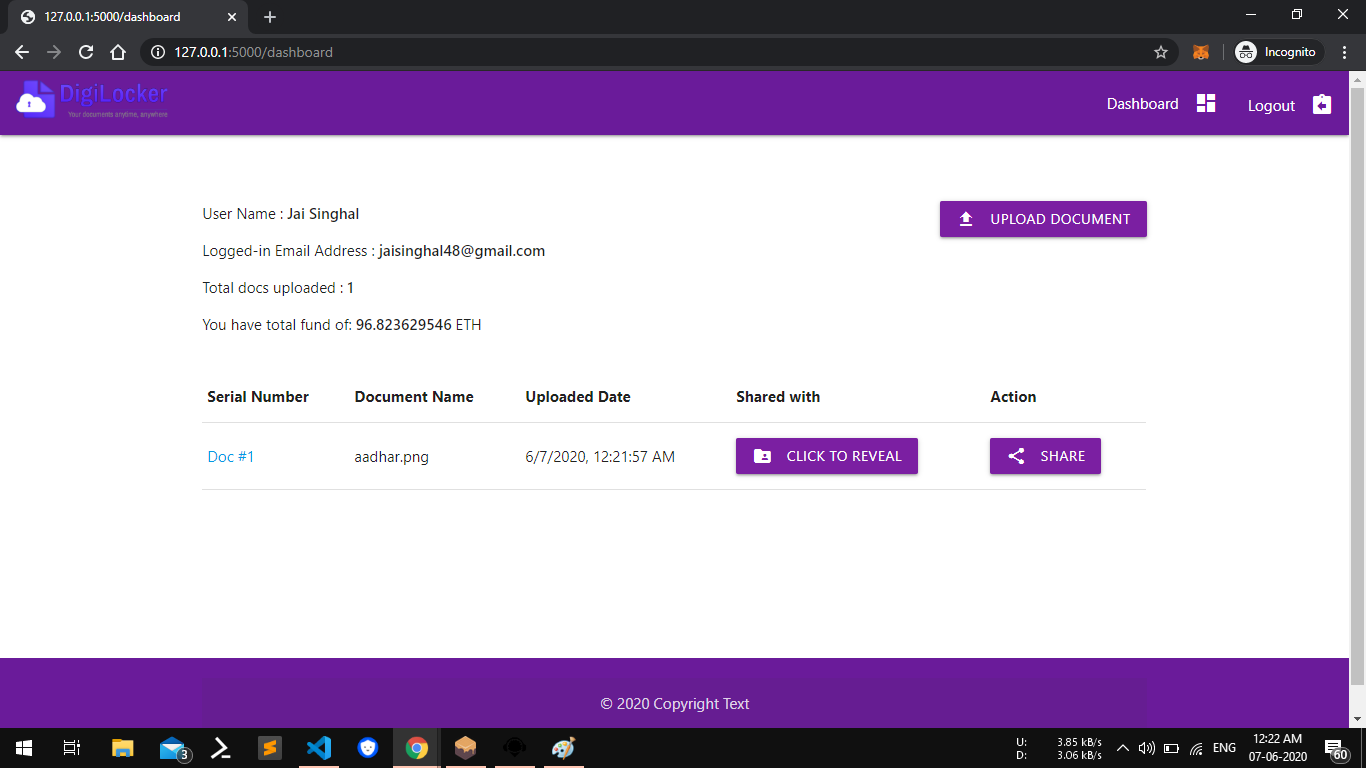 127.0.0.1:5000/dashboard
127.0.0.1:5000/dashboard
Incognito
DigiLocker
Your documents anytime, anywhere
Dashboard
Logout
User Name : Jai Singhal
UPLOAD DOCUMENT
Logged-in Email Address : jaisinghal48@gmail.com
Total docs uploaded : 1
You have total fund of: 96.823629546 ETH
Serial Number Document Name Uploaded Date Shared with Action
Doc #1 aadhar.png 6/7/2020, 12:21:57 AM CLICK TO REVEAL SHARE
© 2020 Copyright Text
3
U: 3.85 kB/s
D: 3.06 kB/s
ENG
12:22 AM
07-06-2020
60